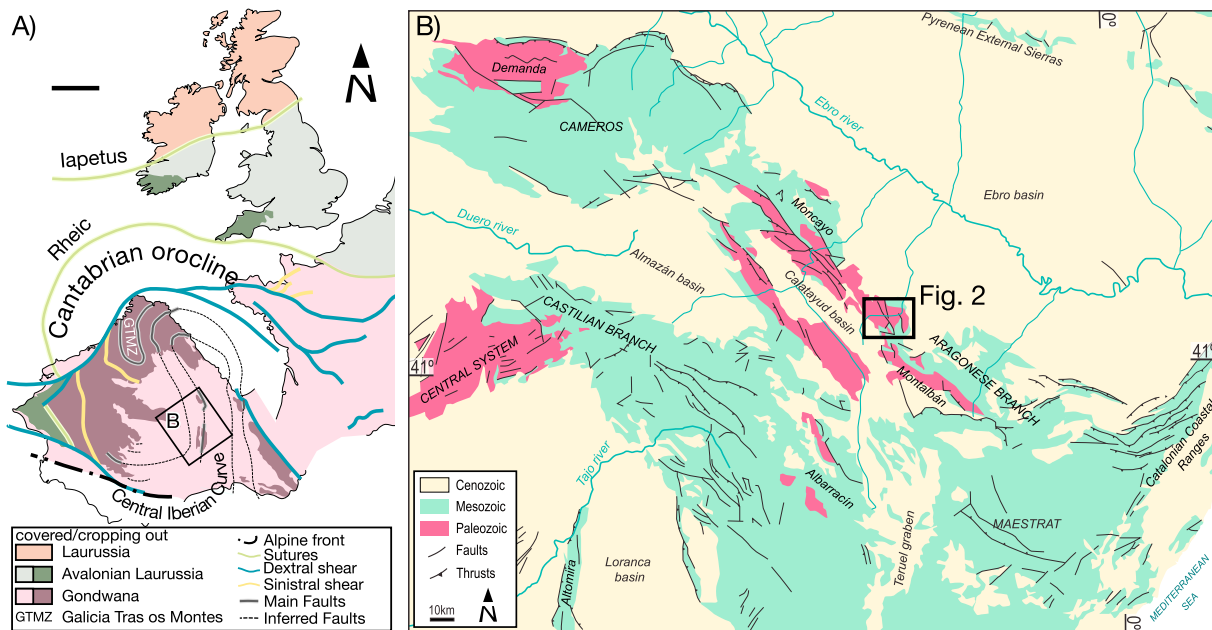 A)
N
Iapetus
Rheic
Cantabrian orocline
GTMZ
B
Central Iberian Curve
covered/cropping out
Laurussia
Avalonian Laurussia
Gondwana
GTMZ Galicia Tras os Montes
Alpine front
Sutures
Dextral shear
Sinistral shear
Main Faults
Inferred Faults
B)
0º
Pyrenean External Sierras
Demanda
CAMEROS
Ebro river
Ebro basin
Moncayo
Duero river
Almazán basin
Calatayud basin
Fig. 2
CASTILIAN BRANCH
CENTRAL SYSTEM
ARAGONESE BRANCH
Montalbán
41º
41º
Catalonian Coastal
Ranges
Tajo river
Albarracín
MAESTRAT
Teruel graben
Loranca
basin
Altomira
MEDITERRANEAN
SEA
0º
Cenozoic
Mesozoic
Paleozoic
Faults
Thrusts
10km
N